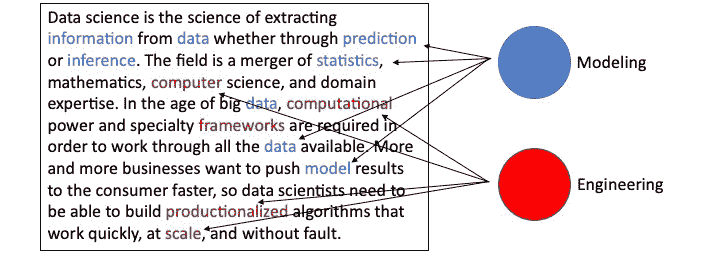 Data science is the science of extracting
information from data whether through prediction
or inference. The field is a merger of statistics,
mathematics, computer science, and domain
expertise. In the age of big data, computational
power and specialty frameworks are required in
order to work through all the data available. More
and more businesses want to push model results
to the consumer faster, so data scientists need to
be able to build productionalized algorithms that
work quickly, at scale, and without fault.
Modeling
Engineering